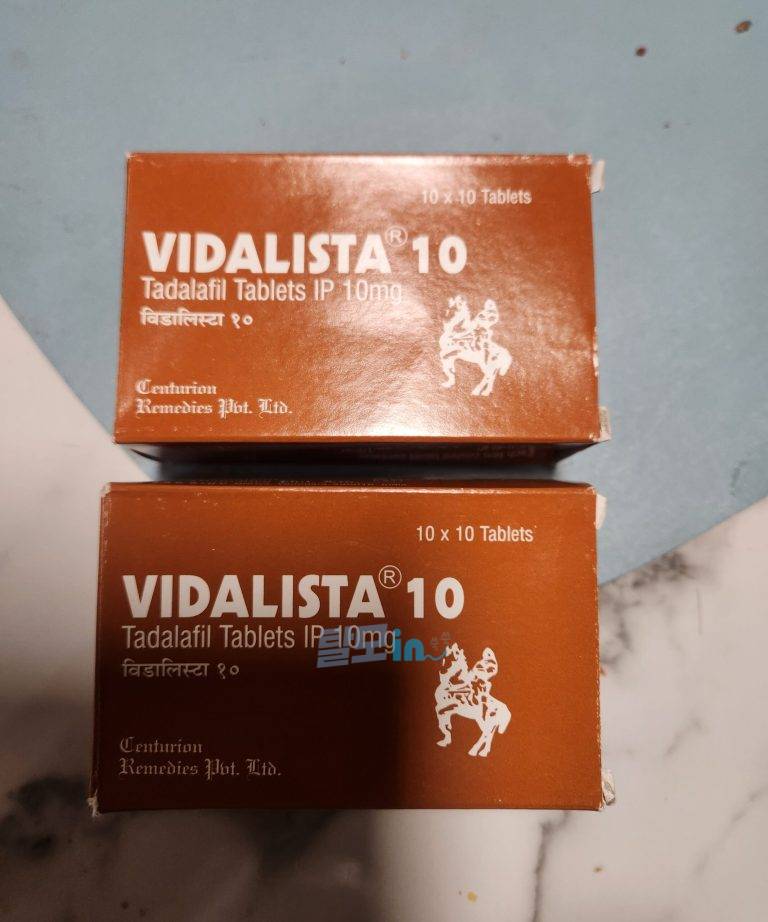 10 x 10 Tablets
VIDALISTA® 10
Tadalafil Tablets IP 10mg
विडालिस्टा १०
Centurion
Remedies Pvt. Ltd.
10 x 10 Tablets
VIDALISTA® 10
Tadalafil Tablets IP 10mg
विडालिस्टा १०
Centurion
Remedies Pvt. Ltd.